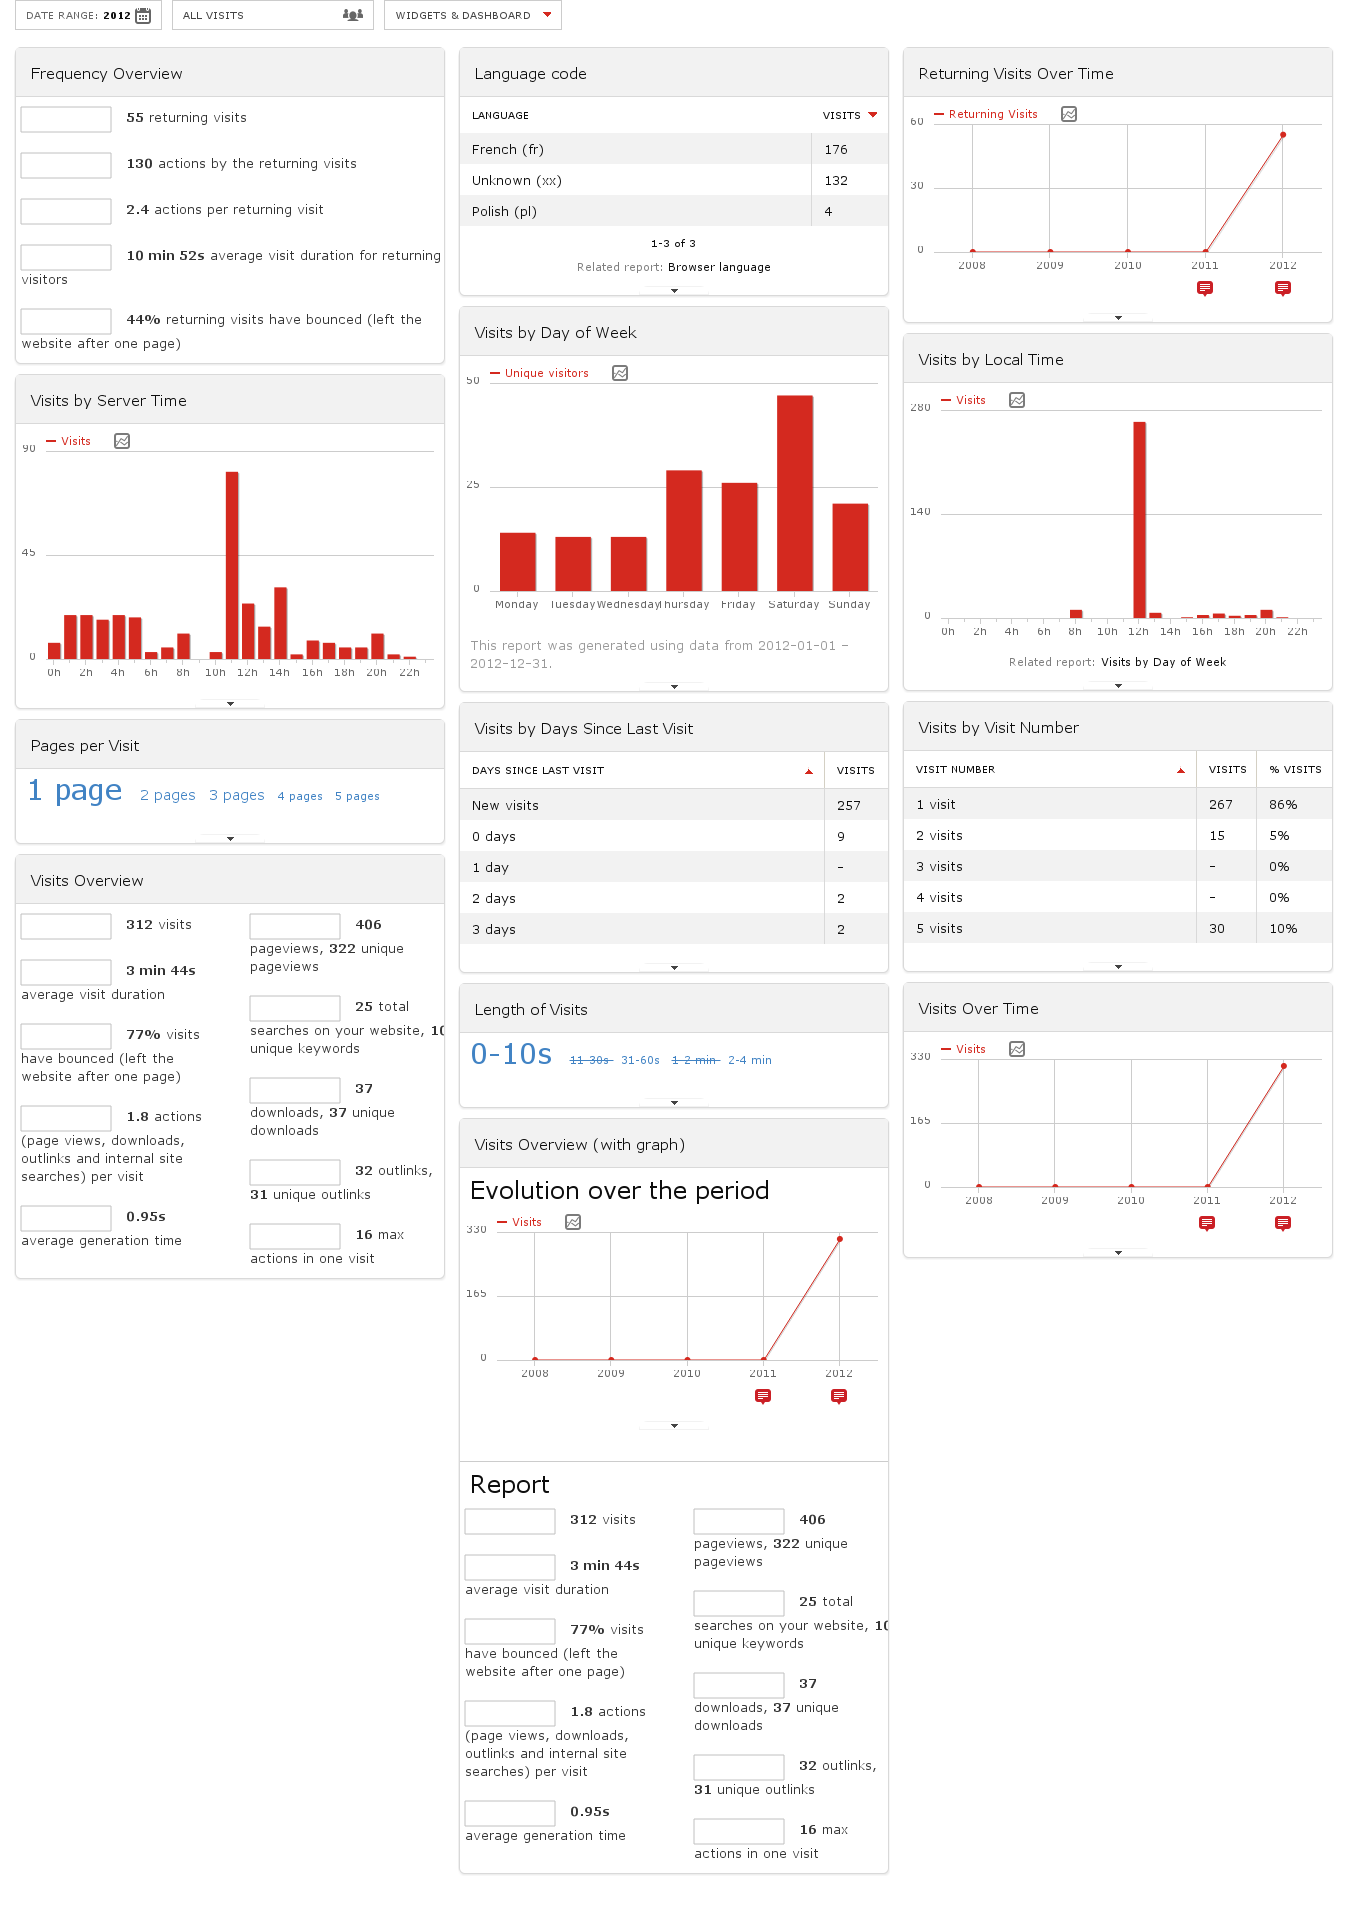 DATE RANGE: 2012
ALL VISITS
WIDGETS & DASHBOARD
Frequency Overview
55 returning visits
130 actions by the returning visits
2.4 actions per returning visit
10 min 52s average visit duration for returning
visitors
44% returning visits have bounced (left the
website after one page)
Visits by Server Time
Visits
90
45
0
0h 2h 4h 6h 8h 10h 12h 14h 16h 18h 20h 22h
Pages per Visit
1 page 2 pages 3 pages 4 pages 5 pages
Visits Overview
312 visits
3 min 44s
average visit duration
77% visits
have bounced (left the
website after one page)
1.8 actions
(page views, downloads,
outlinks and internal site
searches) per visit
0.95s
average generation time
406
pageviews, 322 unique
pageviews
25 total
searches on your website, 10
unique keywords
37
downloads, 37 unique
downloads
32 outlinks,
31 unique outlinks
16 max
actions in one visit
Language code
LANGUAGE VISITS
French (fr) 176
Unknown (xx) 132
Polish (pl) 4
1-3 of 3
Related report: Browser language
Visits by Day of Week
Unique visitors
50
25
0
Monday Tuesday Wednesday Thursday Friday Saturday Sunday
This report was generated using data from 2012-01-01 –
2012-12-31.
Visits by Days Since Last Visit
DAYS SINCE LAST VISIT VISITS
New visits 257
0 days 9
1 day -
2 days 2
3 days 2
Length of Visits
0-10s 11-30s 31-60s 1-2 min 2-4 min
Visits Overview (with graph)
Evolution over the period
Visits
330
165
0
2008 2009 2010 2011 2012
Report
312 visits
3 min 44s
average visit duration
77% visits
have bounced (left the
website after one page)
1.8 actions
(page views, downloads,
outlinks and internal site
searches) per visit
0.95s
average generation time
406
pageviews, 322 unique
pageviews
25 total
searches on your website, 10
unique keywords
37
downloads, 37 unique
downloads
32 outlinks,
31 unique outlinks
16 max
actions in one visit
Returning Visits Over Time
Returning Visits
60
30
0
2008 2009 2010 2011 2012
Visits by Local Time
Visits
280
140
0
0h 2h 4h 6h 8h 10h 12h 14h 16h 18h 20h 22h
Related report: Visits by Day of Week
Visits by Visit Number
VISIT NUMBER VISITS % VISITS
1 visit 267 86%
2 visits 15 5%
3 visits - 0%
4 visits - 0%
5 visits 30 10%
Visits Over Time
Visits
330
165
0
2008 2009 2010 2011 2012